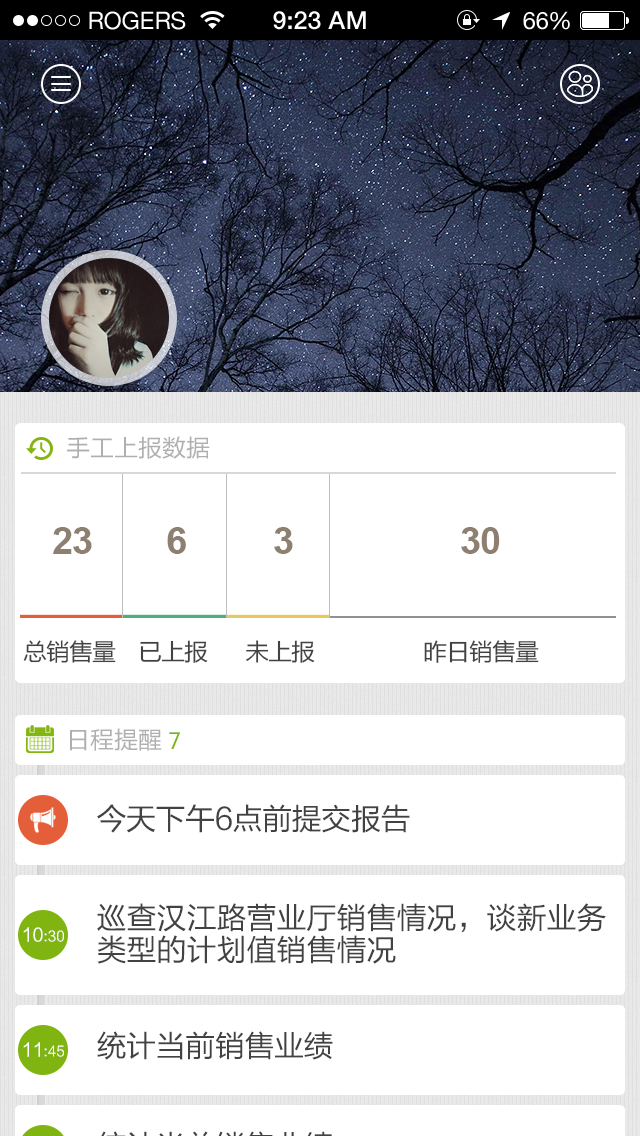 ROGERS 9:23 AM 66%
手工上报数据
23 6 3 30
总销售量 已上报 未上报 昨日销售量
日程提醒 7
今天下午6点前提交报告
10:30
巡查汉江路营业厅销售情况，谈新业务
类型的计划值销售情况
11:45 统计当前销售业绩